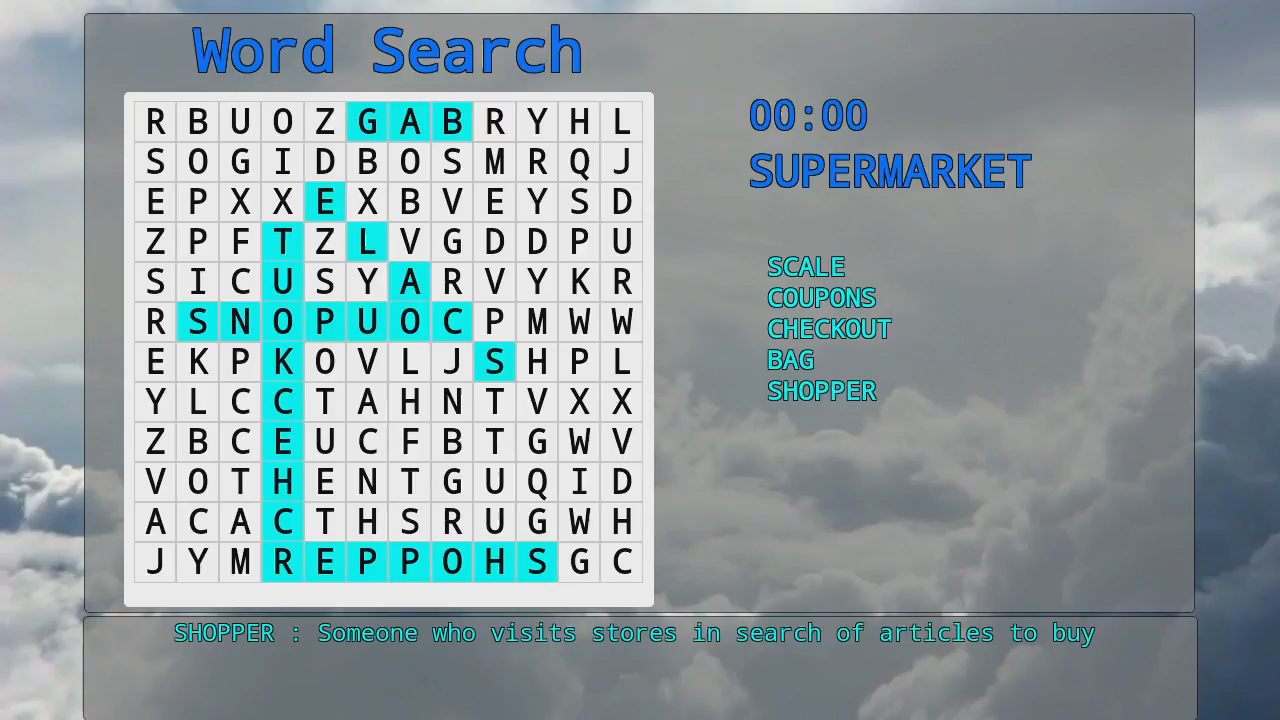 Word Search
R B U O Z G A B R Y H L
S O G I D B O S M R Q J
E P X X E X B V E Y S D
Z P F T Z L V G D D P U
S I C U S Y A R V Y K R
R S N O P U O C P M W W
E K P K O V L J S H P L
Y L C C T A H N T V X X
Z B C E U C F B T G W V
V O T H E N T G U Q I D
A C A C T H S R U G W H
J Y M R E P P O H S G C
00:00
SUPERMARKET
SCALE
COUPONS
CHECKOUT
BAG
SHOPPER
SHOPPER : Someone who visits stores in search of articles to buy